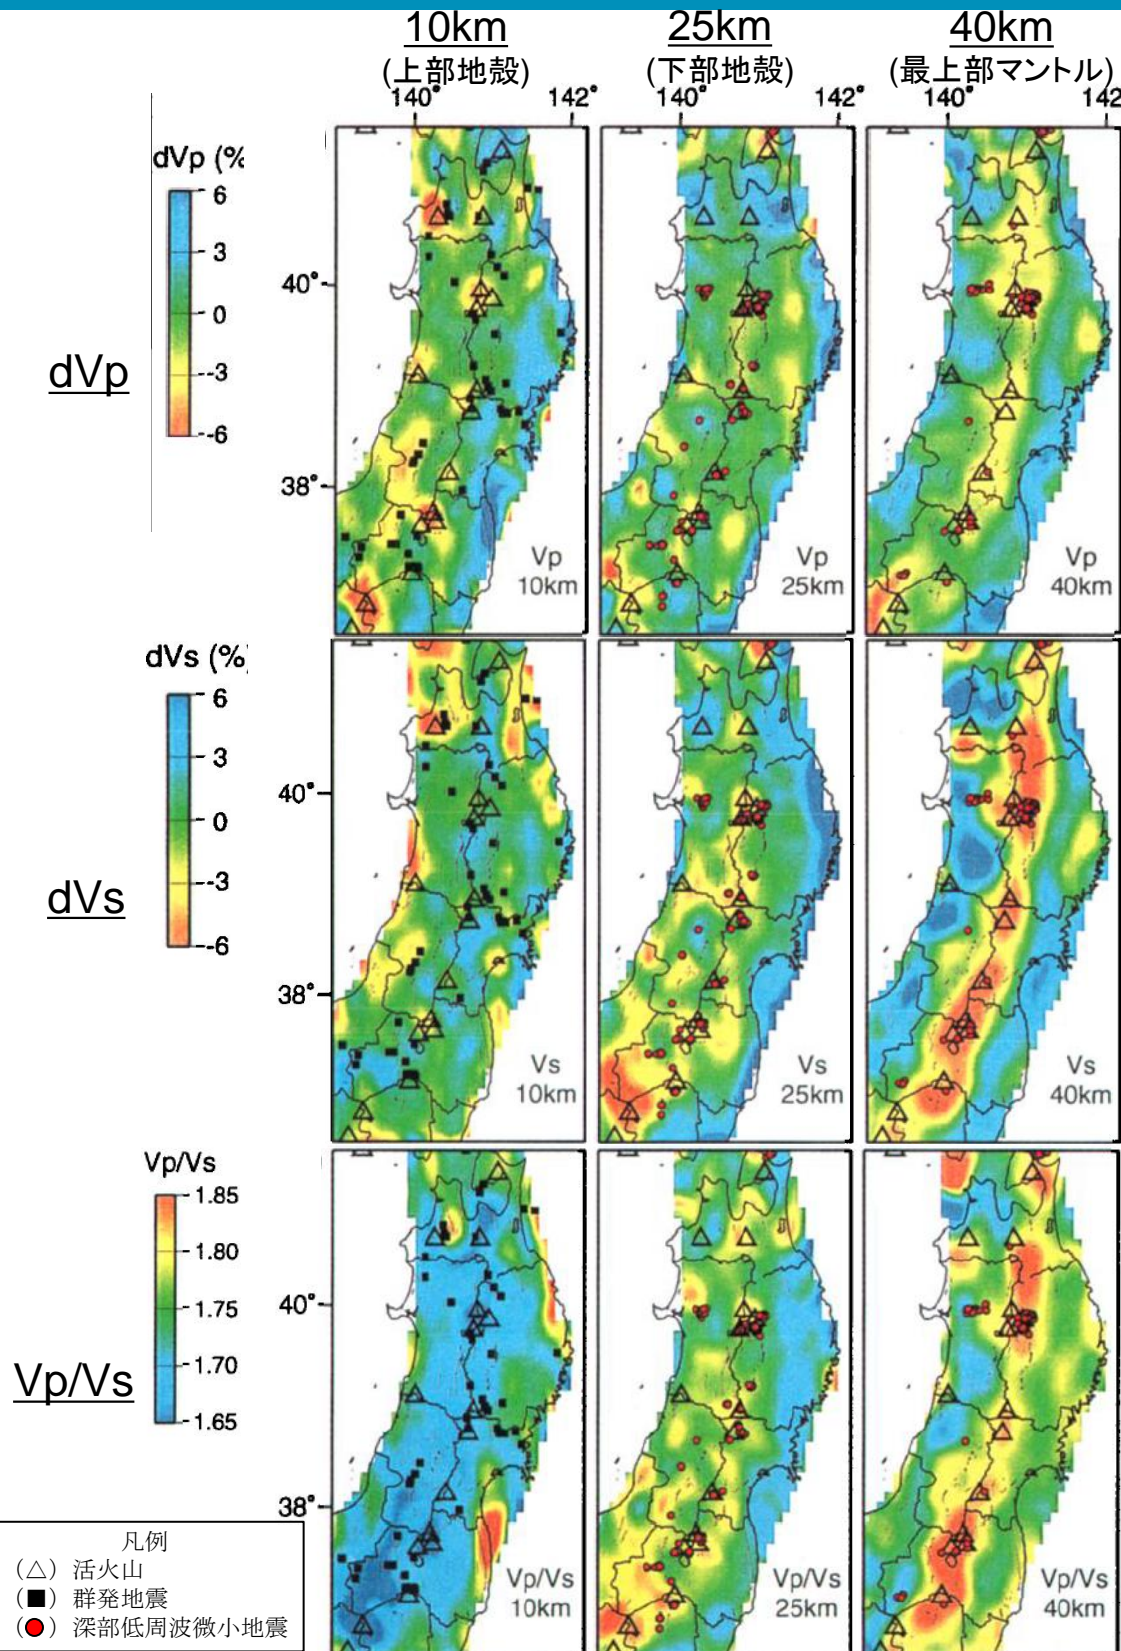 10km 25km 40km
(上部地殻) (下部地殻) (最上部マントル)
140° 142° 140° 142° 140° 142
dVp (%
6
3
0
-3
-6
dVp
40°
38°
Vp
10km
Vp
25km
Vp
40km
dVs (%)
6
3
0
-3
-6
dVs
40°
38°
Vs
10km
Vs
25km
Vs
40km
Vp/Vs
1.85
1.80
1.75
1.70
1.65
Vp/Vs
40°
38°
Vp/Vs
10km
Vp/Vs
25km
Vp/Vs
40km
凡例
(△) 活火山
(■) 群発地震
(●) 深部低周波微小地震